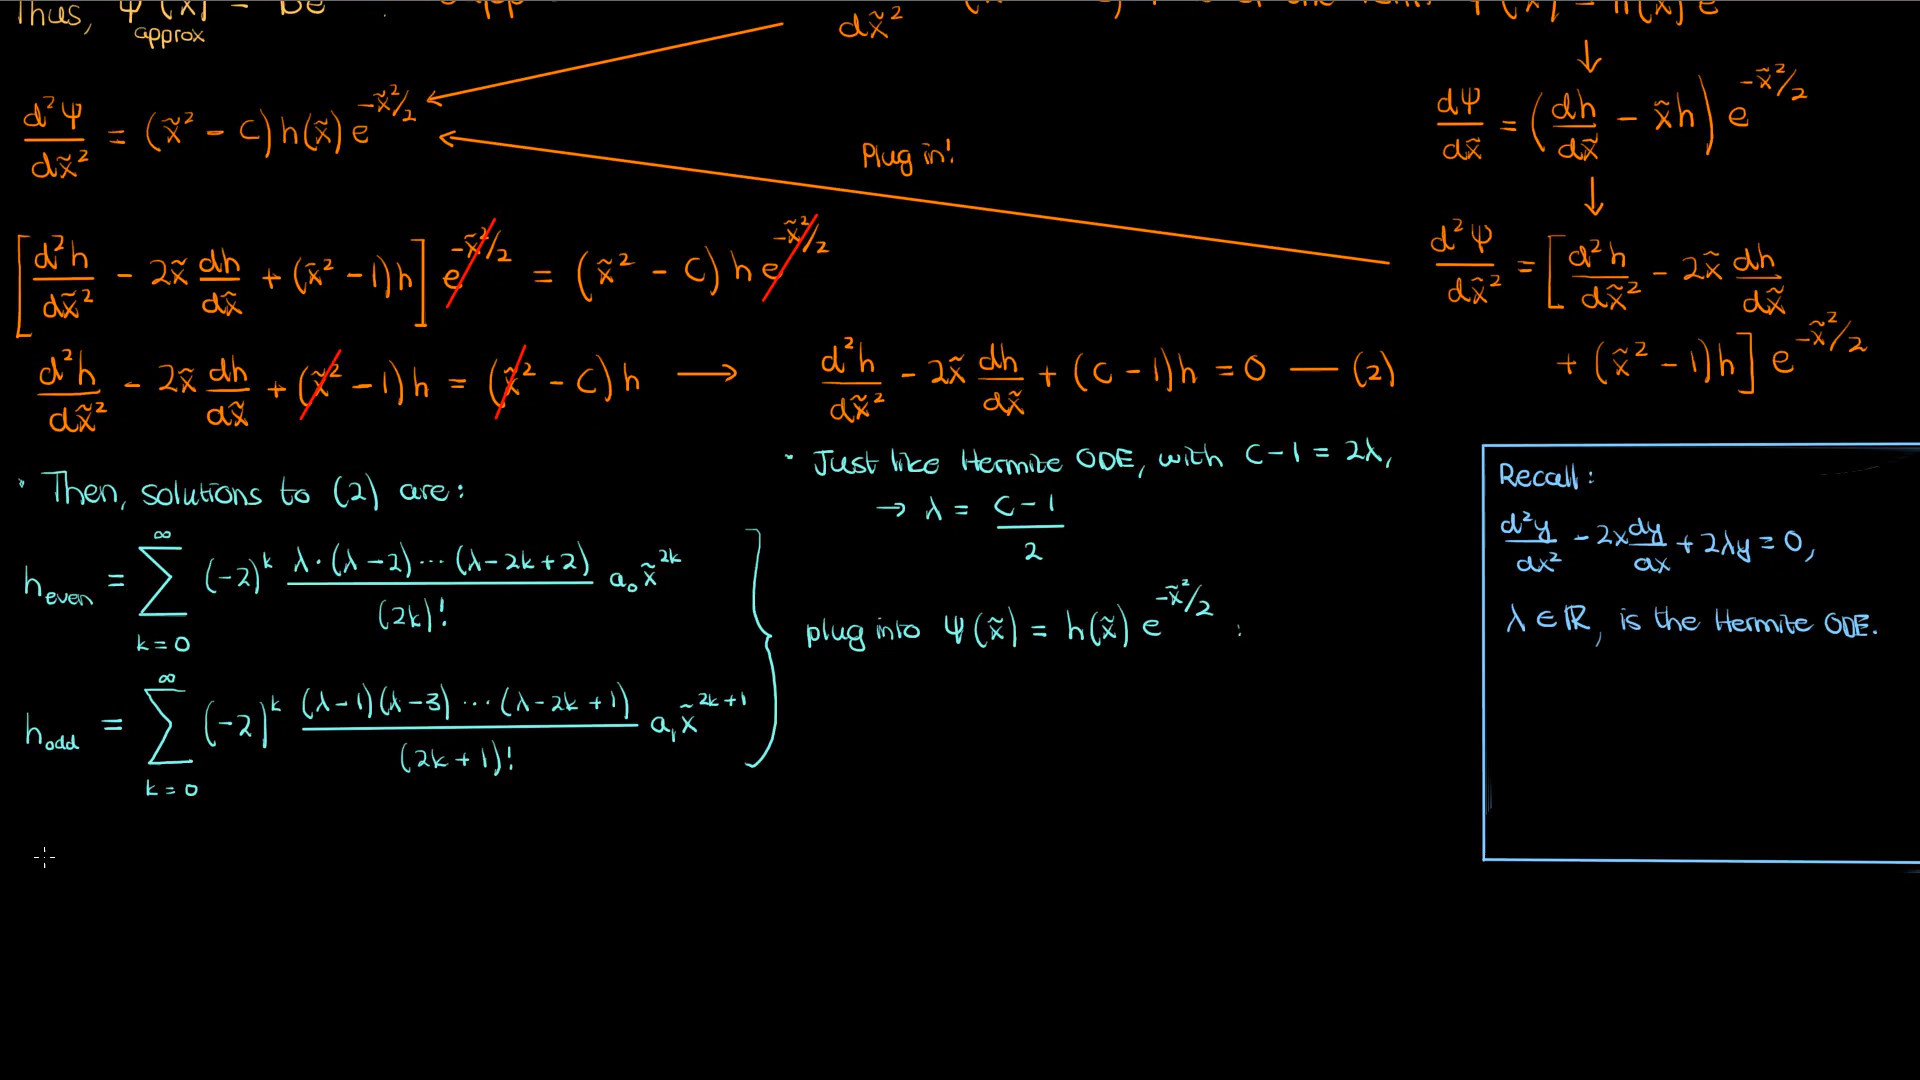 Thus, ψ (x̃) = Be
approx
dx̃²
d²ψ/dx̃² = (x̃² - C) h(x̃) e^(-x̃²/2)
Plug in!
dψ/dx̃ = (dh/dx̃ - x̃h) e^(-x̃²/2)
[d²h/dx̃² - 2x̃ dh/dx̃ + (x̃² - 1)h] e^(-x̃²/2) = (x̃² - C) h e^(-x̃²/2)
d²ψ/dx̃² = [d²h/dx̃² - 2x̃ dh/dx̃
+ (x̃² - 1)h] e^(-x̃²/2)
d²h/dx̃² - 2x̃ dh/dx̃ + (x̃² - 1)h = (x̃² - C)h → d²h/dx̃² - 2x̃ dh/dx̃ + (C - 1)h = 0 — (2)
· Then, solutions to (2) are:
h_even = ∑_{k=0}^{∞} (-2)^k λ·(λ-2)···(λ-2k+2)/(2k)! a₀x̃^(2k)
h_odd = ∑_{k=0}^{∞} (-2)^k (λ-1)(λ-3)···(λ-2k+1)/(2k+1)! a₁x̃^(2k+1)
· Just like Hermite ODE, with C-1 = 2λ,
→ λ = (C-1)/2
plug into ψ(x̃) = h(x̃) e^(-x̃²/2) :
Recall:
d²y/dx² - 2x dy/dx + 2λy = 0,
λ ∈ ℝ, is the Hermite ODE.